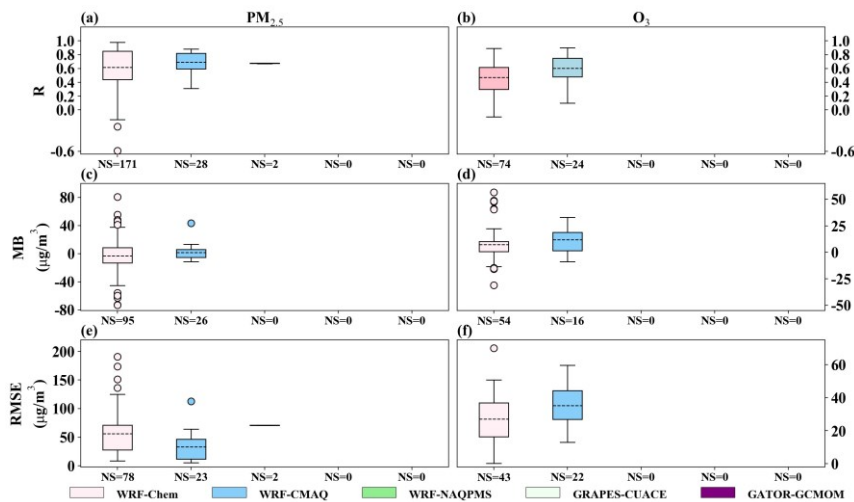 (a) PM2.5 (b) O3
1.0 1.0
0.8 0.8
0.6 0.6
0.4 0.4
0.2 0.2
0.0 0.0
-0.6 -0.6
R
NS=171 NS=28 NS=2 NS=0 NS=0 NS=74 NS=24 NS=0 NS=0 NS=0
(c) (d)
80 50
40 25
0 0
-40 -25
-80 -50
MB
(μg/m3)
NS=95 NS=26 NS=0 NS=0 NS=0 NS=54 NS=16 NS=0 NS=0 NS=0
(e) (f)
200 60
150 40
100 20
50 0
0
RMSE
(μg/m3)
NS=78 NS=23 NS=2 NS=0 NS=0 NS=43 NS=22 NS=0 NS=0 NS=0
WRF-Chem WRF-CMAQ WRF-NAQPMS GRAPES-CUACE GATOR-GCMOM